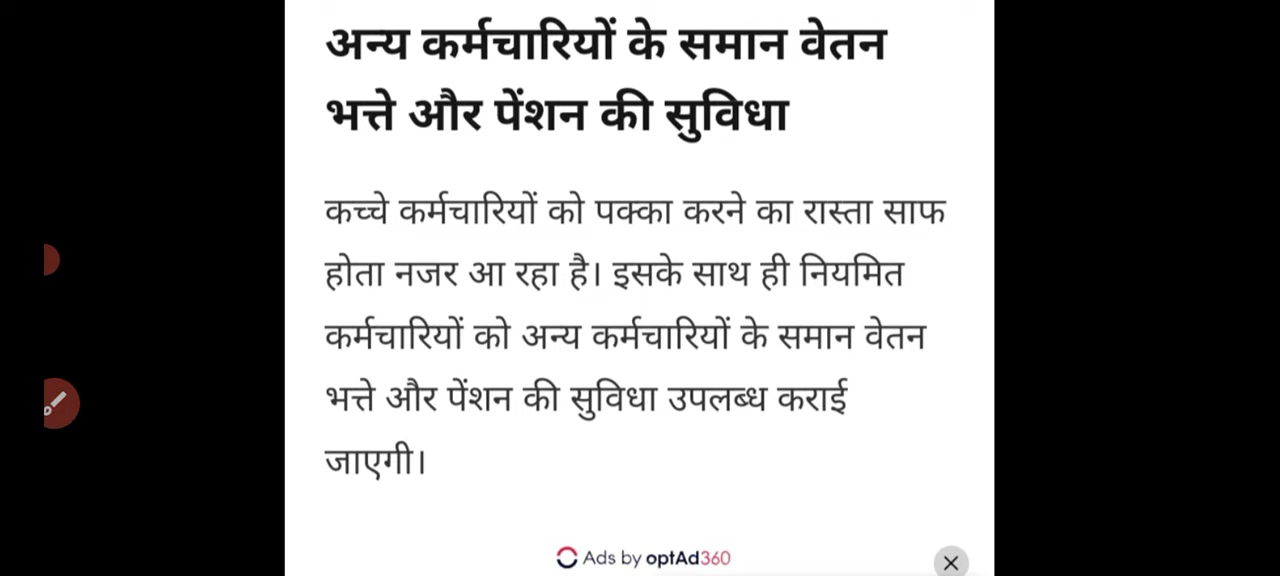 अन्य कर्मचारियों के समान वेतन
भत्ते और पेंशन की सुविधा
कच्चे कर्मचारियों को पक्का करने का रास्ता साफ
होता नजर आ रहा है। इसके साथ ही नियमित
कर्मचारियों को अन्य कर्मचारियों के समान वेतन
भत्ते और पेंशन की सुविधा उपलब्ध कराई
जाएगी।
Ads by optAd360